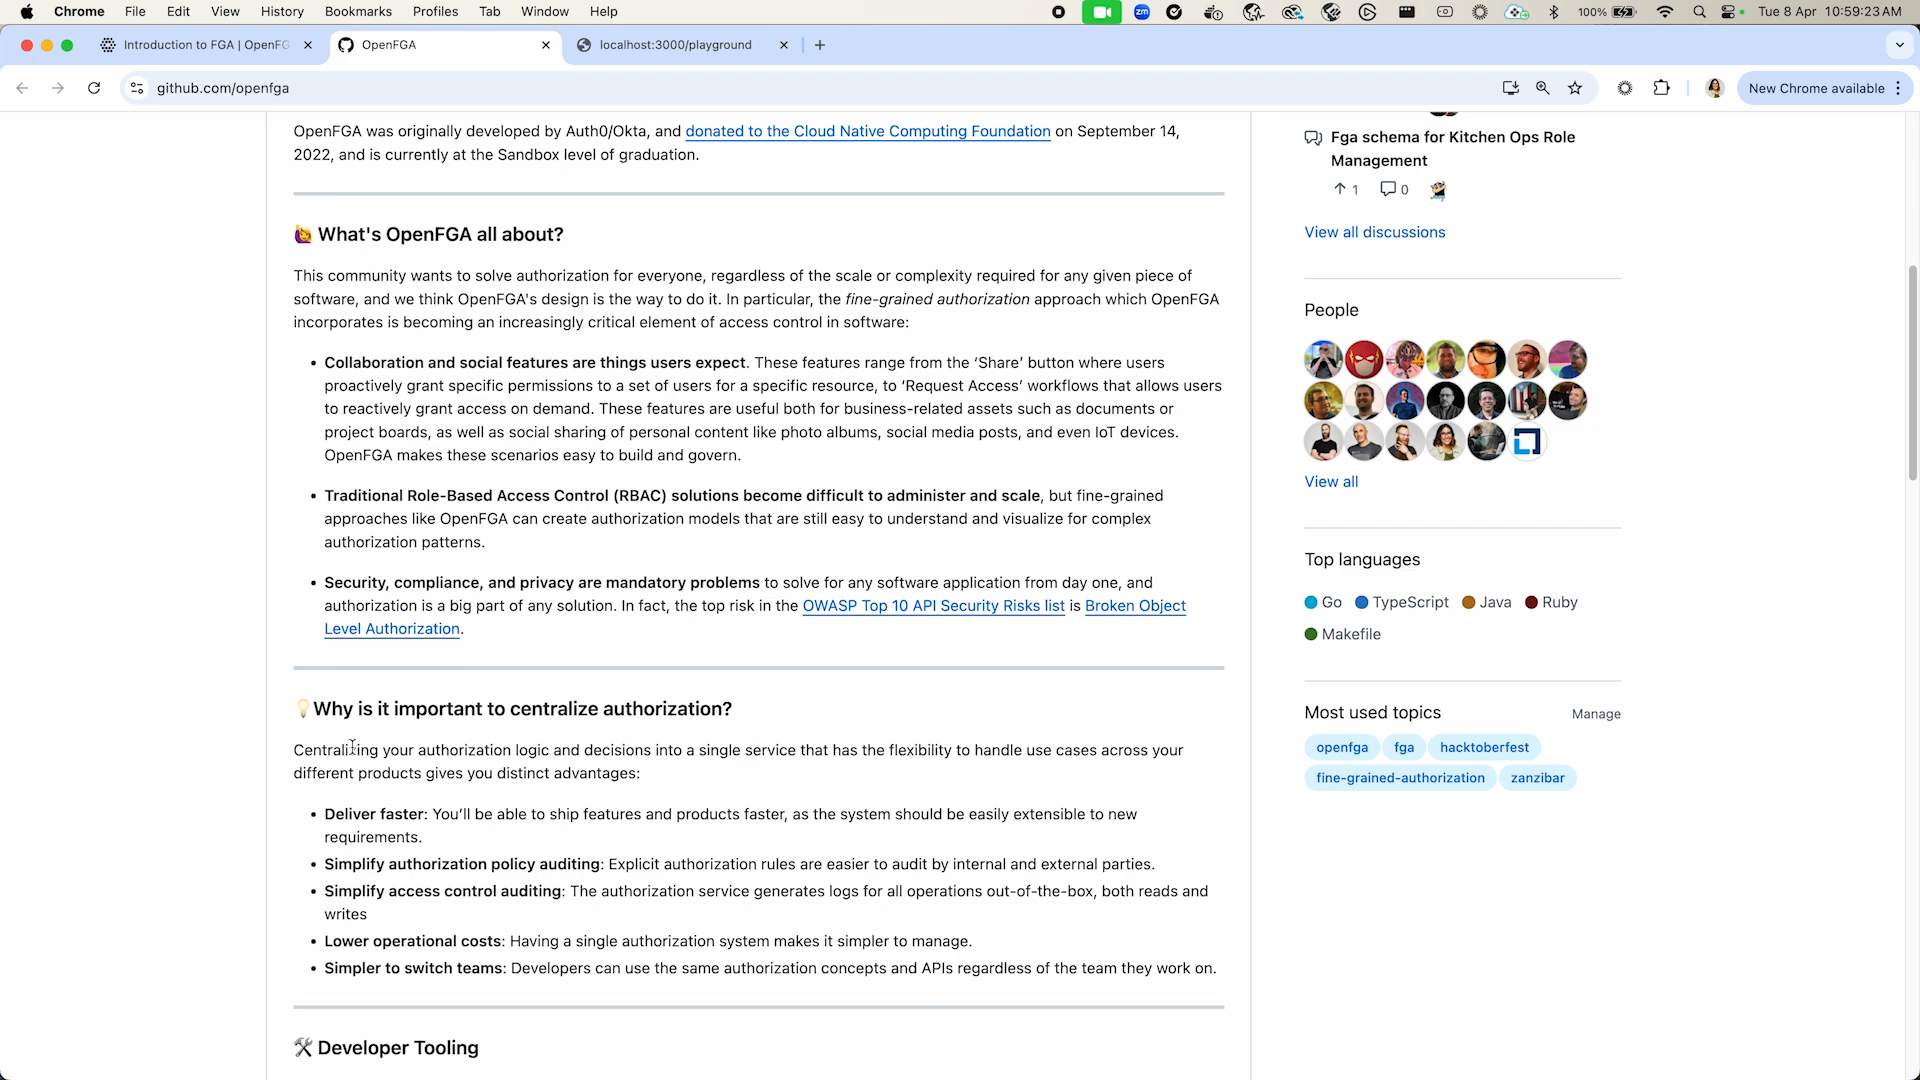 Chrome File Edit View History Bookmarks Profiles Tab Window Help
zm
100%
Tue 8 Apr 10:59:23 AM
Introduction to FGA | OpenFG
OpenFGA
localhost:3000/playground
github.com/openfga
New Chrome available
OpenFGA was originally developed by Auth0/Okta, and donated to the Cloud Native Computing Foundation on September 14,
2022, and is currently at the Sandbox level of graduation.
🙋 What's OpenFGA all about?
This community wants to solve authorization for everyone, regardless of the scale or complexity required for any given piece of
software, and we think OpenFGA's design is the way to do it. In particular, the fine-grained authorization approach which OpenFGA
incorporates is becoming an increasingly critical element of access control in software:
• Collaboration and social features are things users expect. These features range from the ‘Share’ button where users
proactively grant specific permissions to a set of users for a specific resource, to ‘Request Access’ workflows that allows users
to reactively grant access on demand. These features are useful both for business-related assets such as documents or
project boards, as well as social sharing of personal content like photo albums, social media posts, and even IoT devices.
OpenFGA makes these scenarios easy to build and govern.
• Traditional Role-Based Access Control (RBAC) solutions become difficult to administer and scale, but fine-grained
approaches like OpenFGA can create authorization models that are still easy to understand and visualize for complex
authorization patterns.
• Security, compliance, and privacy are mandatory problems to solve for any software application from day one, and
authorization is a big part of any solution. In fact, the top risk in the OWASP Top 10 API Security Risks list is Broken Object
Level Authorization.
💡Why is it important to centralize authorization?
Centralizing your authorization logic and decisions into a single service that has the flexibility to handle use cases across your
different products gives you distinct advantages:
• Deliver faster: You’ll be able to ship features and products faster, as the system should be easily extensible to new
requirements.
• Simplify authorization policy auditing: Explicit authorization rules are easier to audit by internal and external parties.
• Simplify access control auditing: The authorization service generates logs for all operations out-of-the-box, both reads and
writes
• Lower operational costs: Having a single authorization system makes it simpler to manage.
• Simpler to switch teams: Developers can use the same authorization concepts and APIs regardless of the team they work on.
🛠 Developer Tooling
Fga schema for Kitchen Ops Role
Management
↑ 1 0
View all discussions
People
View all
Top languages
Go TypeScript Java Ruby
Makefile
Most used topics
Manage
openfga fga hacktoberfest
fine-grained-authorization zanzibar